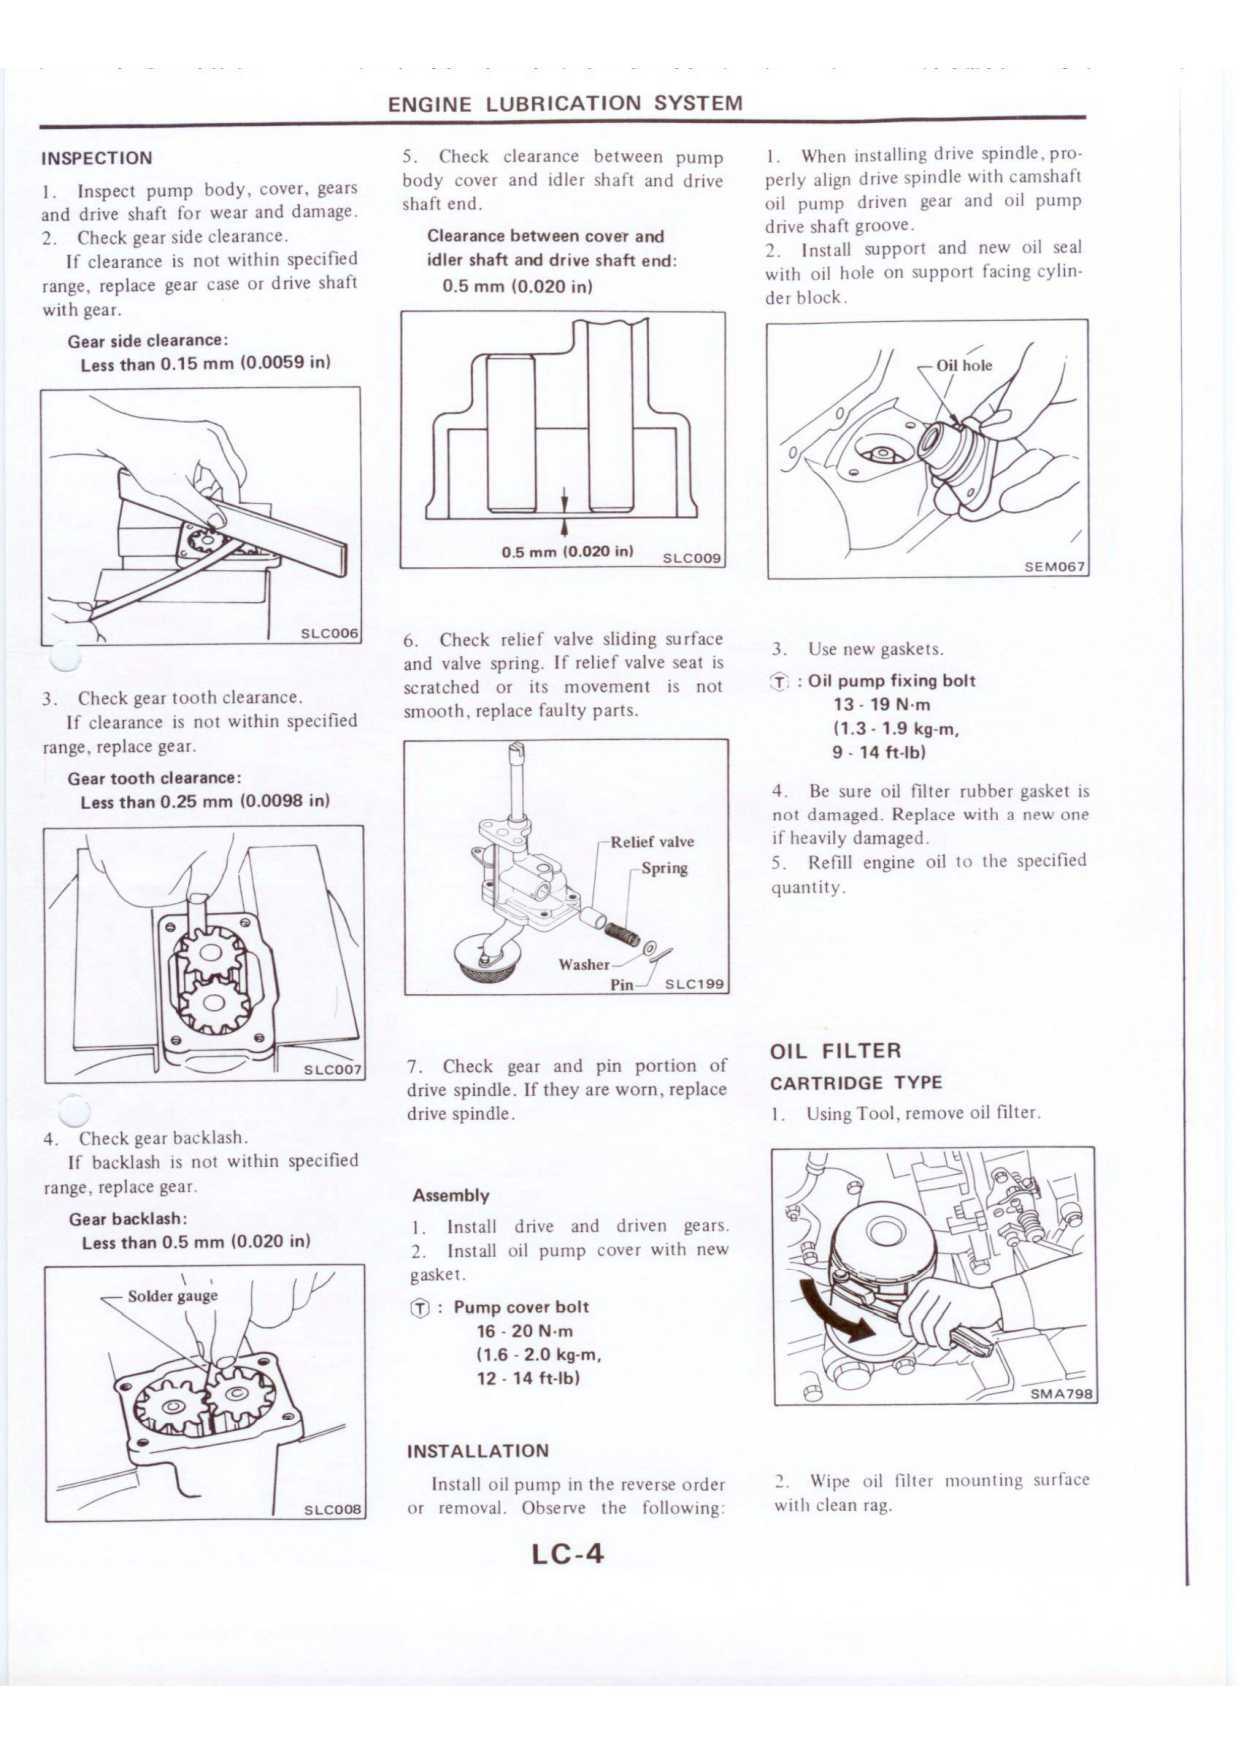 ENGINE LUBRICATION SYSTEM
INSPECTION
1. Inspect pump body, cover, gears
and drive shaft for wear and damage.
2. Check gear side clearance.
If clearance is not within specified
range, replace gear case or drive shaft
with gear.
Gear side clearance:
Less than 0.15 mm (0.0059 in)
SLC006
3. Check gear tooth clearance.
If clearance is not within specified
range, replace gear.
Gear tooth clearance:
Less than 0.25 mm (0.0098 in)
SLC007
4. Check gear backlash.
If backlash is not within specified
range, replace gear.
Gear backlash:
Less than 0.5 mm (0.020 in)
Solder gauge
SLC008
5. Check clearance between pump
body cover and idler shaft and drive
shaft end.
Clearance between cover and
idler shaft and drive shaft end:
0.5 mm (0.020 in)
0.5 mm (0.020 in)
SLC009
6. Check relief valve sliding surface
and valve spring. If relief valve seat is
scratched or its movement is not
smooth, replace faulty parts.
Relief valve
Spring
Washer
Pin
SLC199
7. Check gear and pin portion of
drive spindle. If they are worn, replace
drive spindle.
Assembly
1. Install drive and driven gears.
2. Install oil pump cover with new
gasket.
Ⓣ : Pump cover bolt
16 - 20 N·m
(1.6 - 2.0 kg-m,
12 - 14 ft-lb)
INSTALLATION
Install oil pump in the reverse order
or removal. Observe the following:
1. When installing drive spindle, pro-
perly align drive spindle with camshaft
oil pump driven gear and oil pump
drive shaft groove.
2. Install support and new oil seal
with oil hole on support facing cylin-
der block.
Oil hole
SEM067
3. Use new gaskets.
Ⓣ : Oil pump fixing bolt
13 - 19 N·m
(1.3 - 1.9 kg-m,
9 - 14 ft-lb)
4. Be sure oil filter rubber gasket is
not damaged. Replace with a new one
if heavily damaged.
5. Refill engine oil to the specified
quantity.
OIL FILTER
CARTRIDGE TYPE
1. Using Tool, remove oil filter.
SMA798
2. Wipe oil filter mounting surface
with clean rag.
LC-4